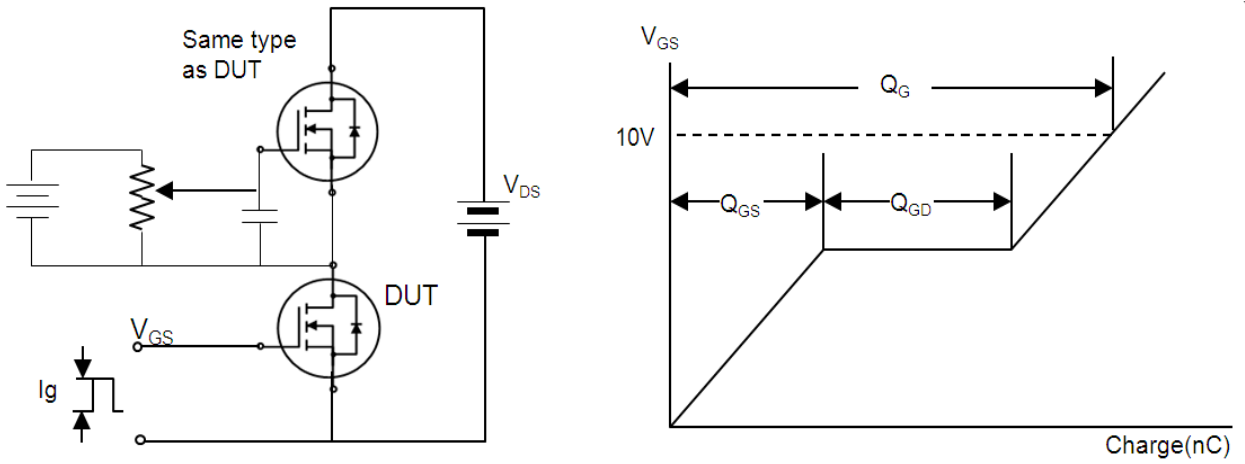 Same type
as DUT
V_DS
DUT
V_GS
Ig
V_GS
Q_G
10V
Q_GS
Q_GD
Charge(nC)